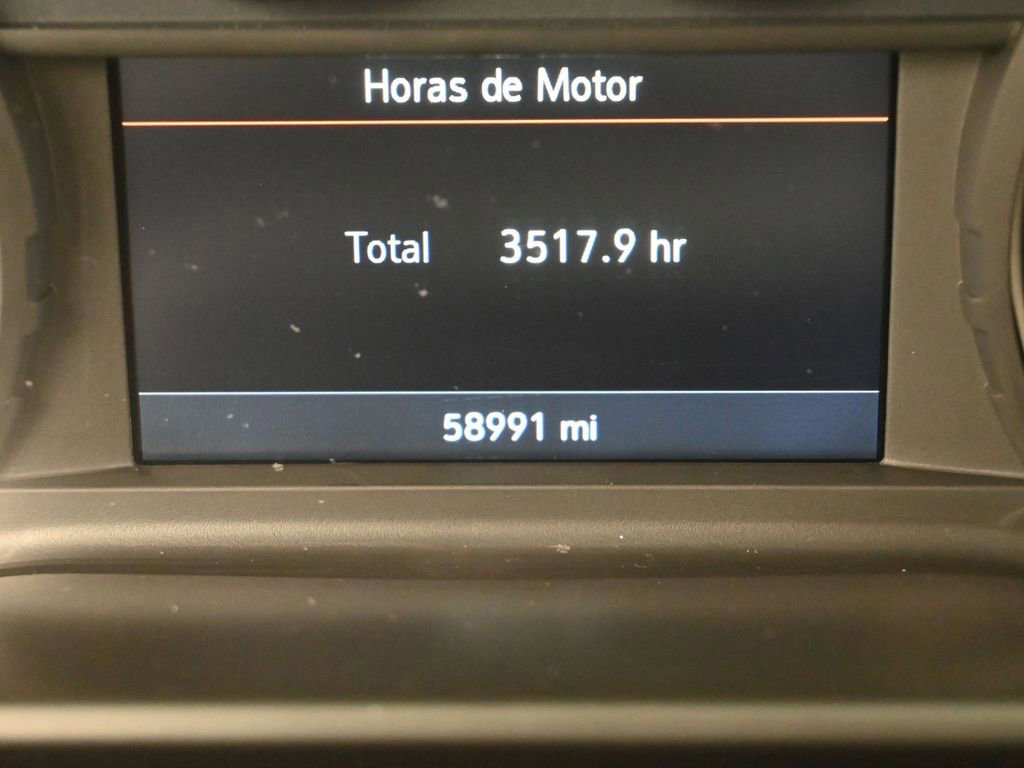 Horas de Motor
Total 3517.9 hr
58991 mi